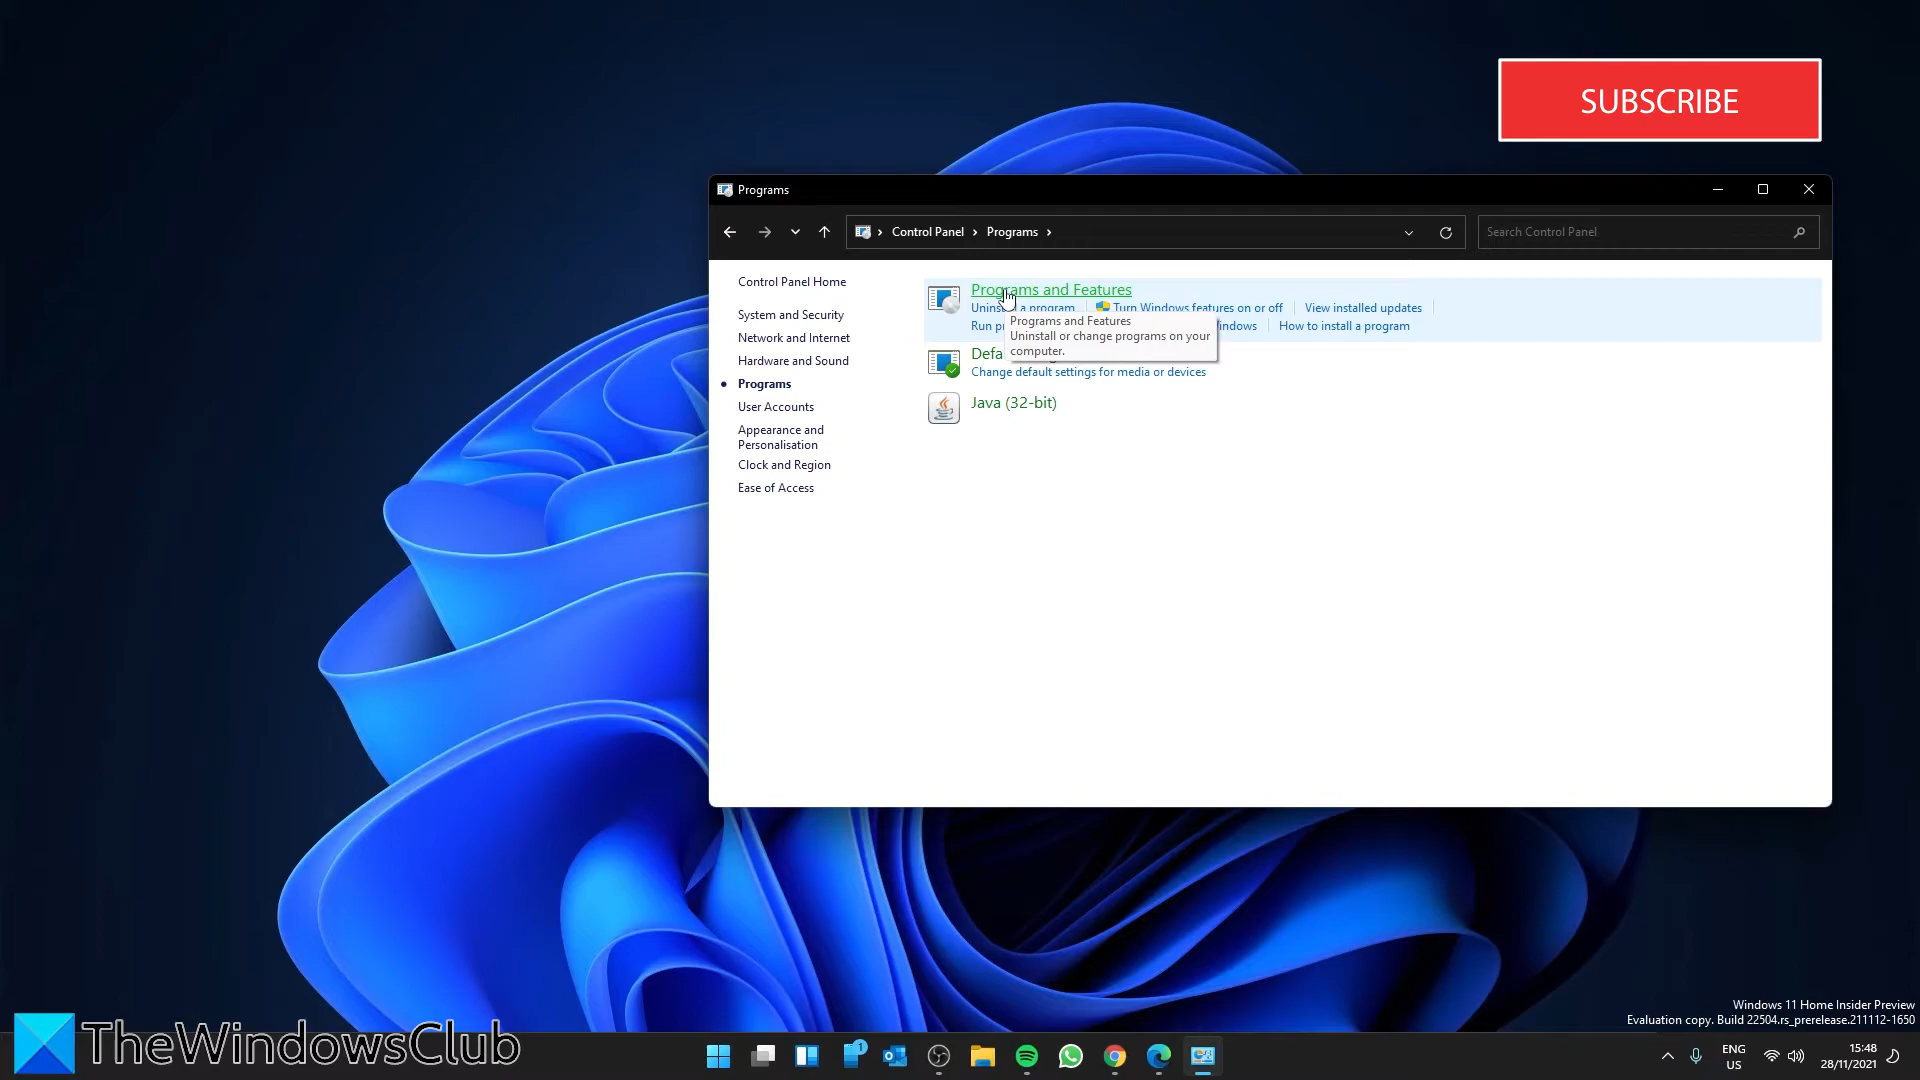 SUBSCRIBE
Programs
Control Panel Programs
Search Control Panel
Control Panel Home
System and Security
Network and Internet
Hardware and Sound
Programs
User Accounts
Appearance and
Personalisation
Clock and Region
Ease of Access
Programs and Features
a program Turn Windows features on or off View installed updates
Run How to install a program
Programs and Features
Uninstall or change programs on your
computer.
Change default settings for media or devices
Java (32-bit)
Windows 11 Home Insider Preview
Evaluation copy. Build 22504.rs_prerelease.211112-1650
TheWindowsClub
1
ENG
US
15:48
28/11/2021